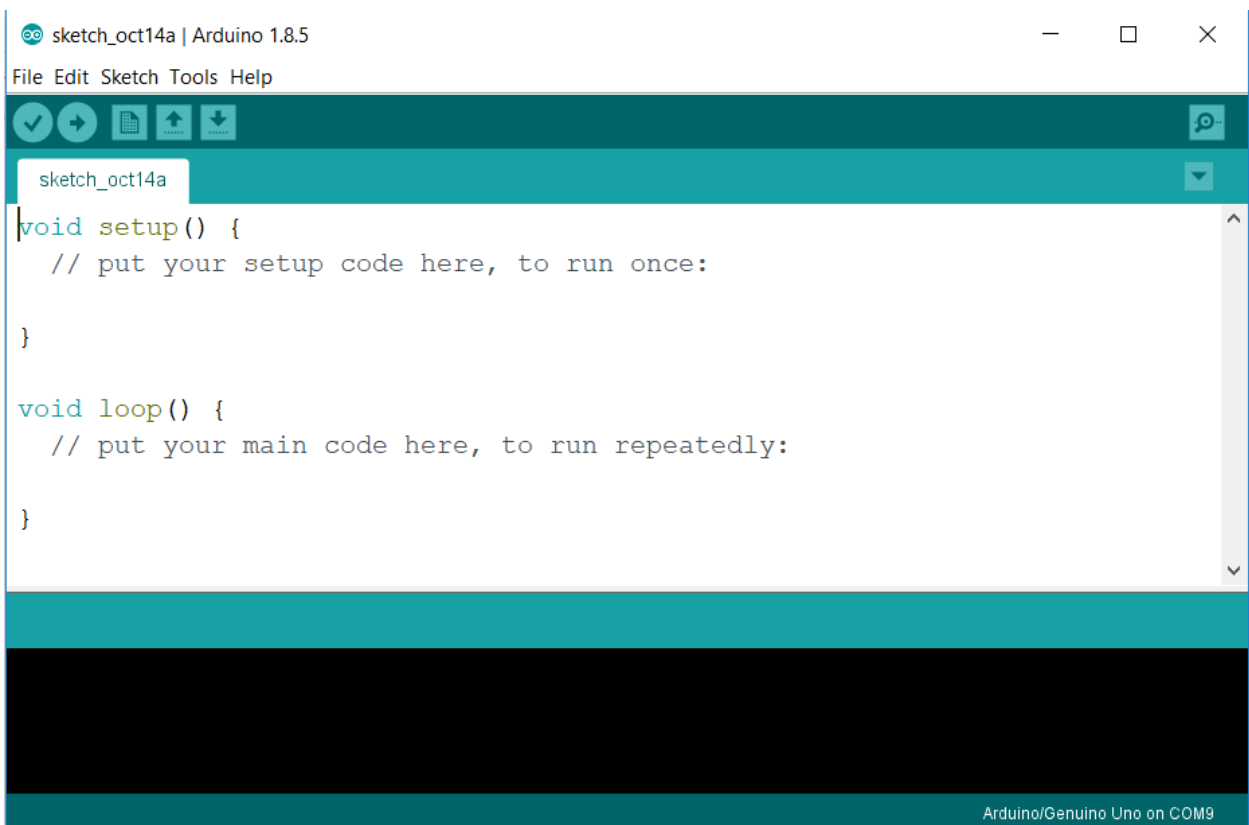 sketch_oct14a | Arduino 1.8.5
File Edit Sketch Tools Help
sketch_oct14a
void setup() {
  // put your setup code here, to run once:
}
void loop() {
  // put your main code here, to run repeatedly:
}
Arduino/Genuino Uno on COM9